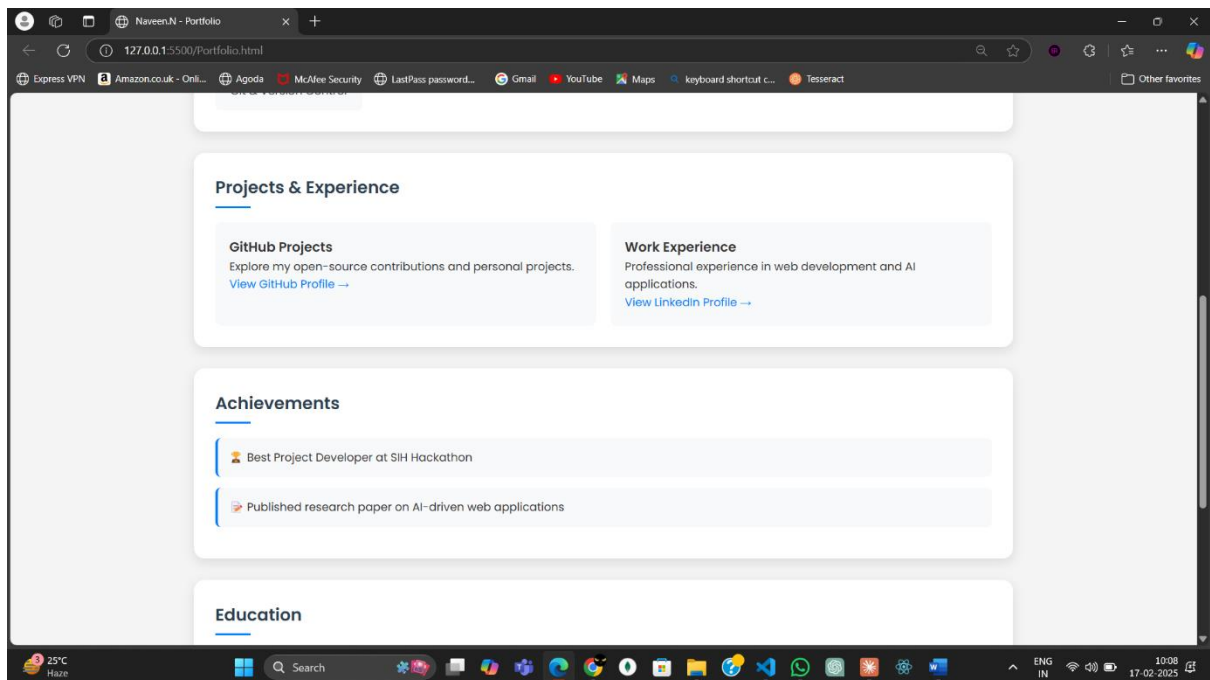 Naveen.N - Portfolio
127.0.0.1:5500/Portfolio.html
Express VPN
Amazon.co.uk - Onli...
Agoda
McAfee Security
LastPass password...
Gmail
YouTube
Maps
keyboard shortcut c...
Tesseract
Other favorites
Git & Version Control
Projects & Experience
GitHub Projects
Explore my open-source contributions and personal projects.
View GitHub Profile →
Work Experience
Professional experience in web development and AI
applications.
View LinkedIn Profile →
Achievements
🏆 Best Project Developer at SIH Hackathon
📝 Published research paper on AI-driven web applications
Education
3
25°C
Haze
Search
ENG
IN
10:08
17-02-2025